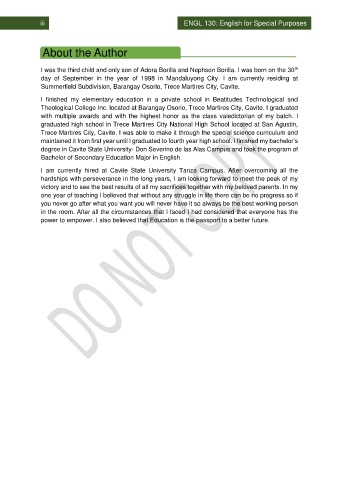 iii
ENGL 130: English for Special Purposes
About the Author
I was the third child and only son of Adora Borilla and Nephson Borilla. I was born on the 30th
day of September in the year of 1998 in Mandaluyong City. I am currently residing at
Summerfield Subdivision, Barangay Osorio, Trece Martires City, Cavite.
I finished my elementary education in a private school in Beatitudes Technological and
Theological College Inc. located at Barangay Osorio, Trece Martires City, Cavite. I graduated
with multiple awards and with the highest honor as the class valedictorian of my batch. I
graduated high school in Trece Martires City National High School located at San Agustin,
Trece Martires City, Cavite. I was able to make it through the special science curriculum and
maintained it from first year until I graduated to fourth year high school. I finished my bachelor's
degree in Cavite State University- Don Severino de las Alas Campus and took the program of
Bachelor of Secondary Education Major in English.
I am currently hired at Cavite State University Tanza Campus. After overcoming all the
hardships with perseverance in the long years, I am looking forward to meet the peak of my
victory and to see the best results of all my sacrifices together with my beloved parents. In my
one year of teaching I believed that without any struggle in life there can be no progress so if
you never go after what you want you will never have it so always be the best working person
in the room. After all the circumstances that I faced I had considered that everyone has the
power to empower. I also believed that Education is the passport to a better future.
DO NOT COPY